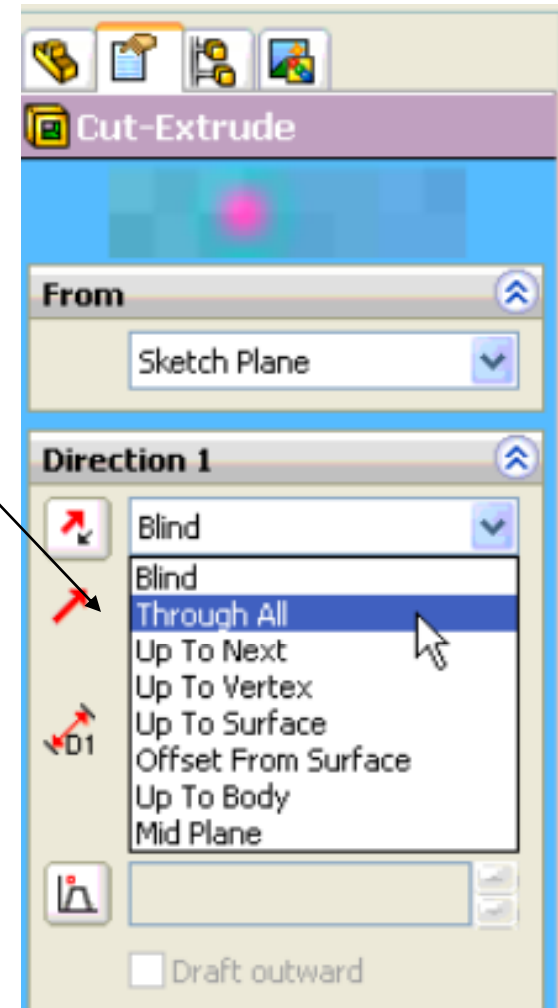 Cut-Extrude
From
Sketch Plane
Direction 1
Blind
Blind
Through All
Up To Next
Up To Vertex
Up To Surface
D1
Offset From Surface
Up To Body
Mid Plane
Draft outward